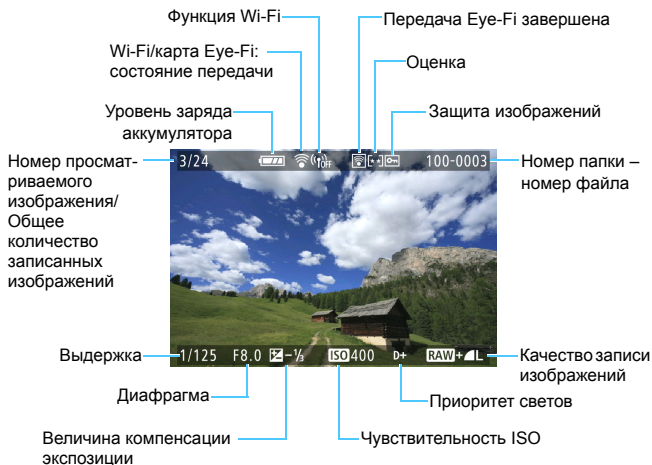 Функция Wi-Fi
Передача Eye-Fi завершена
Wi-Fi/карта Eye-Fi:
состояние передачи
Оценка
Уровень заряда
аккумулятора
Защита изображений
Номер просмат-
риваемого
изображения/
Общее
количество
записанных
изображений
3/24
OFF
100-0003
Номер папки –
номер файла
Выдержка
1/125 F8.0 -⅓ ISO 400 D+ RAW+L
Качество записи
изображений
Диафрагма
Приоритет светов
Величина компенсации
экспозиции
Чувствительность ISO